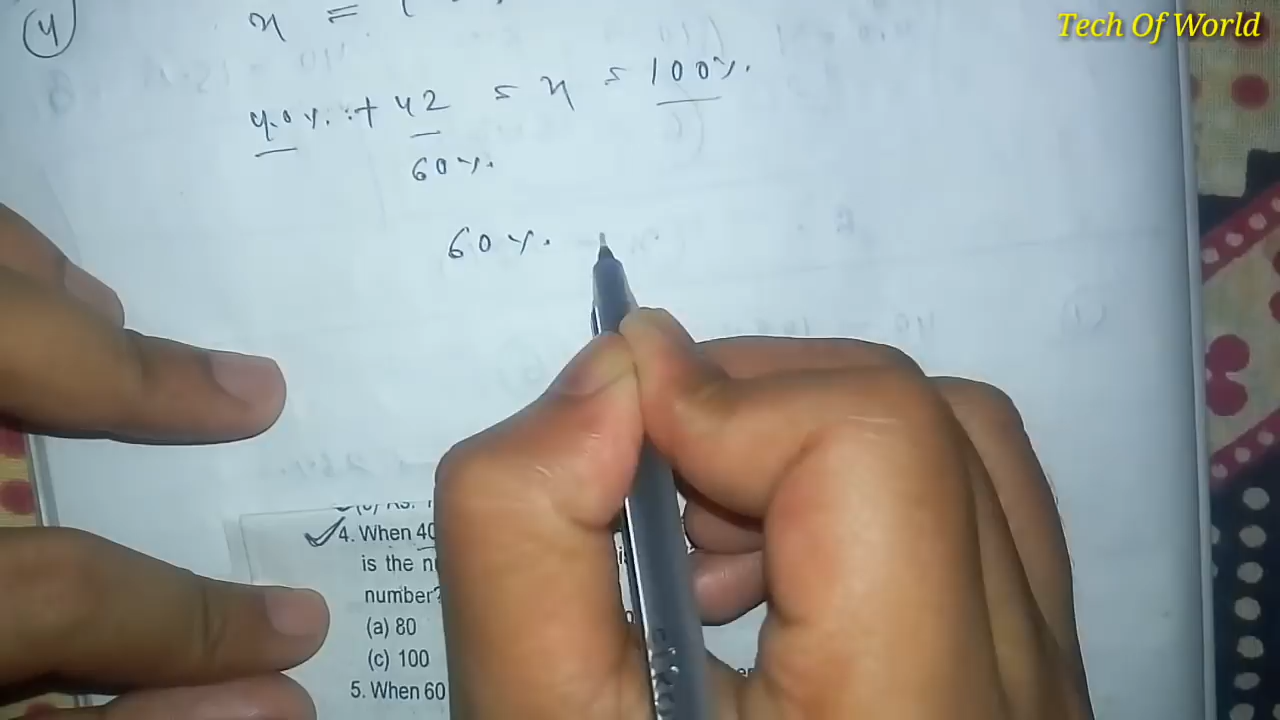 Tech Of World
(4) x = (
40% + 42 = x = 100%.
60%.
60%.
4. When 40
is the n
number?
(a) 80
(c) 100
5. When 60